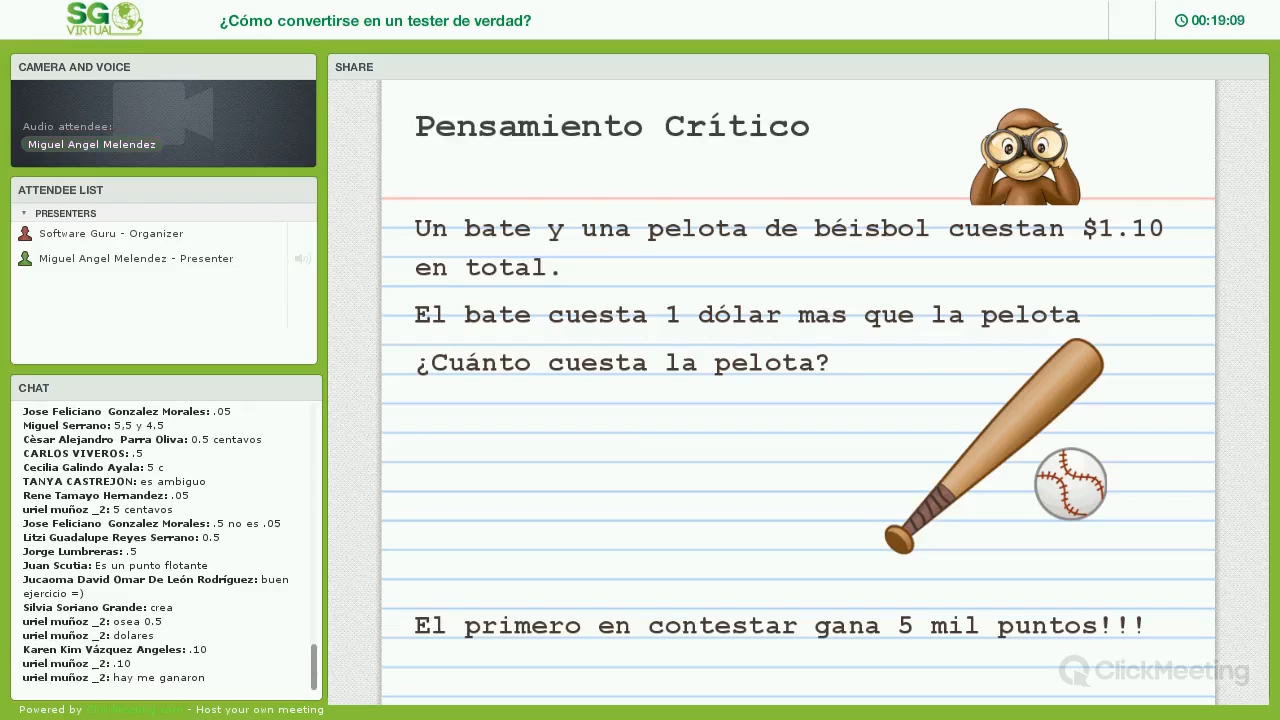 SG
VIRTUAL
¿Cómo convertirse en un tester de verdad?
00:19:09
CAMERA AND VOICE
Audio attendee:
Miguel Angel Melendez
ATTENDEE LIST
PRESENTERS
Software Guru - Organizer
Miguel Angel Melendez - Presenter
CHAT
Jose Feliciano Gonzalez Morales: .05
Miguel Serrano: 5,5 y 4.5
Cèsar Alejandro Parra Oliva: 0.5 centavos
CARLOS VIVEROS: .5
Cecilia Galindo Ayala: 5 c
TANYA CASTREJON: es ambiguo
Rene Tamayo Hernandez: .05
uriel muñoz _2: 5 centavos
Jose Feliciano Gonzalez Morales: .5 no es .05
Litzi Guadalupe Reyes Serrano: 0.5
Jorge Lumbreras: .5
Juan Scutia: Es un punto flotante
Jucaoma David Omar De León Rodríguez: buen
ejercicio =)
Silvia Soriano Grande: crea
uriel muñoz _2: osea 0.5
uriel muñoz _2: dolares
Karen Kim Vázquez Angeles: .10
uriel muñoz _2: .10
uriel muñoz _2: hay me ganaron
Powered by - Host your own meeting
SHARE
Pensamiento Crítico
Un bate y una pelota de béisbol cuestan $1.10
en total.
El bate cuesta 1 dólar mas que la pelota
¿Cuánto cuesta la pelota?
El primero en contestar gana 5 mil puntos!!!
ClickMeeting